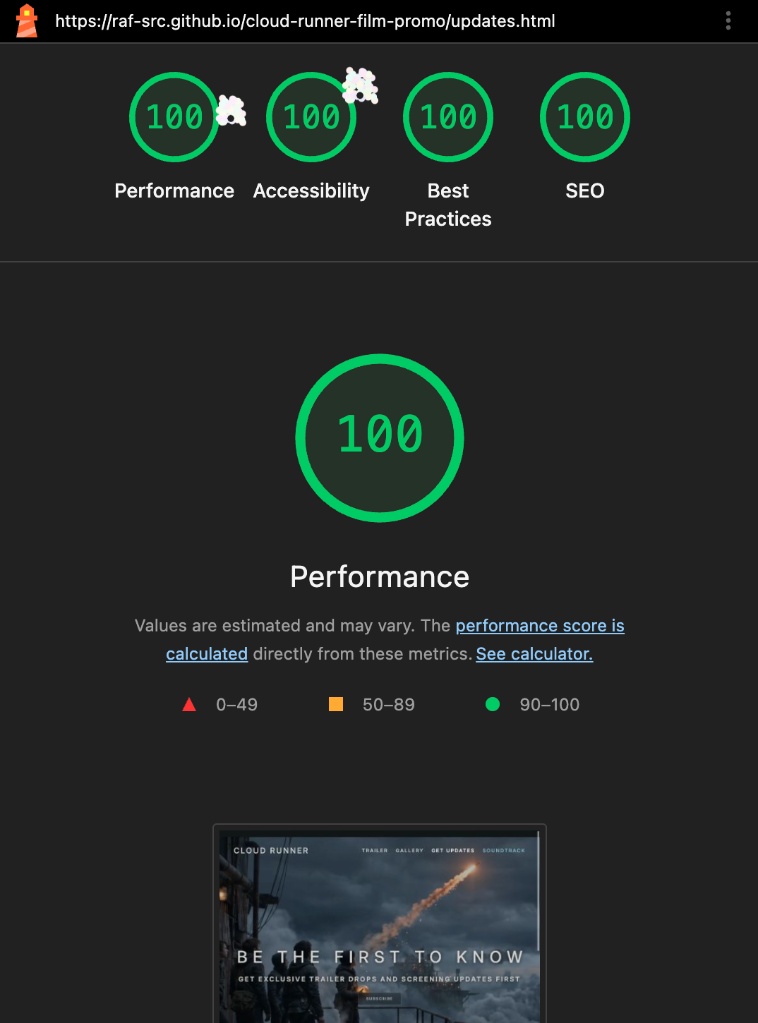 https://raf-src.github.io/cloud-runner-film-promo/updates.html
100 100 100 100
Performance Accessibility Best Practices SEO
100
Performance
Values are estimated and may vary. The performance score is
calculated directly from these metrics. See calculator.
0–49 50–89 90–100
CLOUD RUNNER TRAILER GALLERY GET UPDATES SOUNDTRACK
BE THE FIRST TO KNOW
GET EXCLUSIVE TRAILER DROPS AND SCREENING UPDATES FIRST
SUBSCRIBE